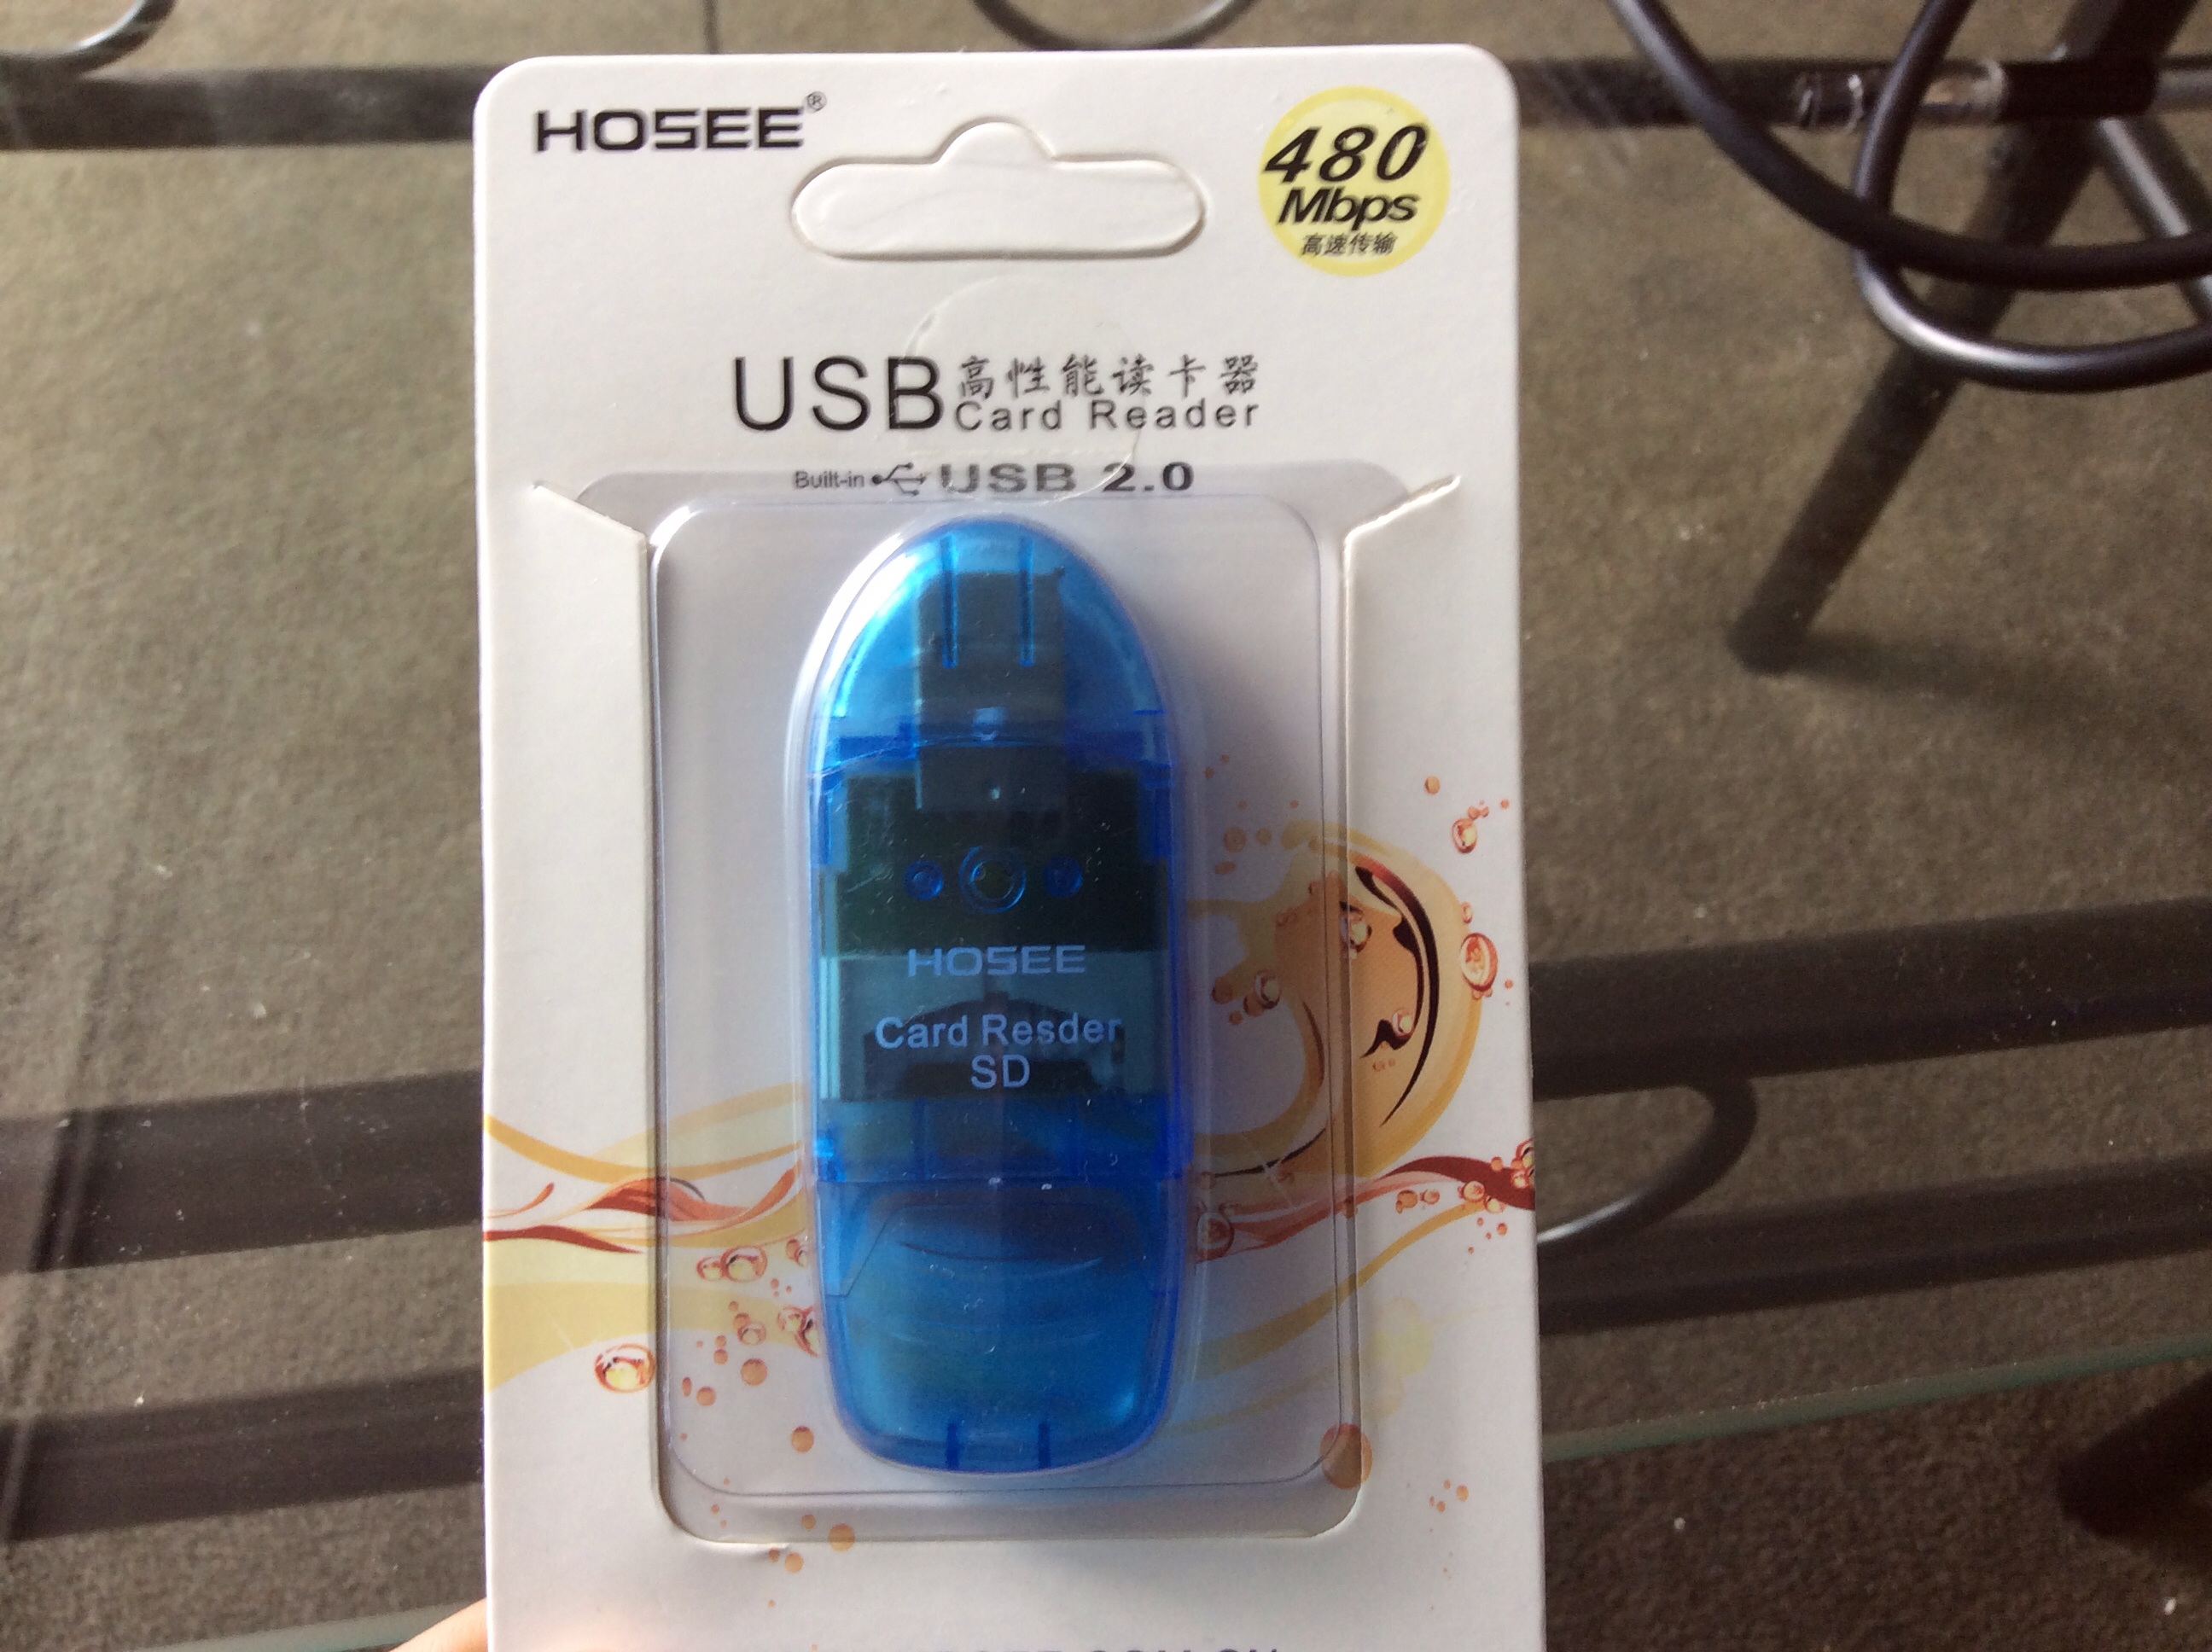 HOSEE®
480
Mbps
高速传输
USB高性能读卡器
Card Reader
Built-in USB 2.0
HOSEE
Card Resder
SD